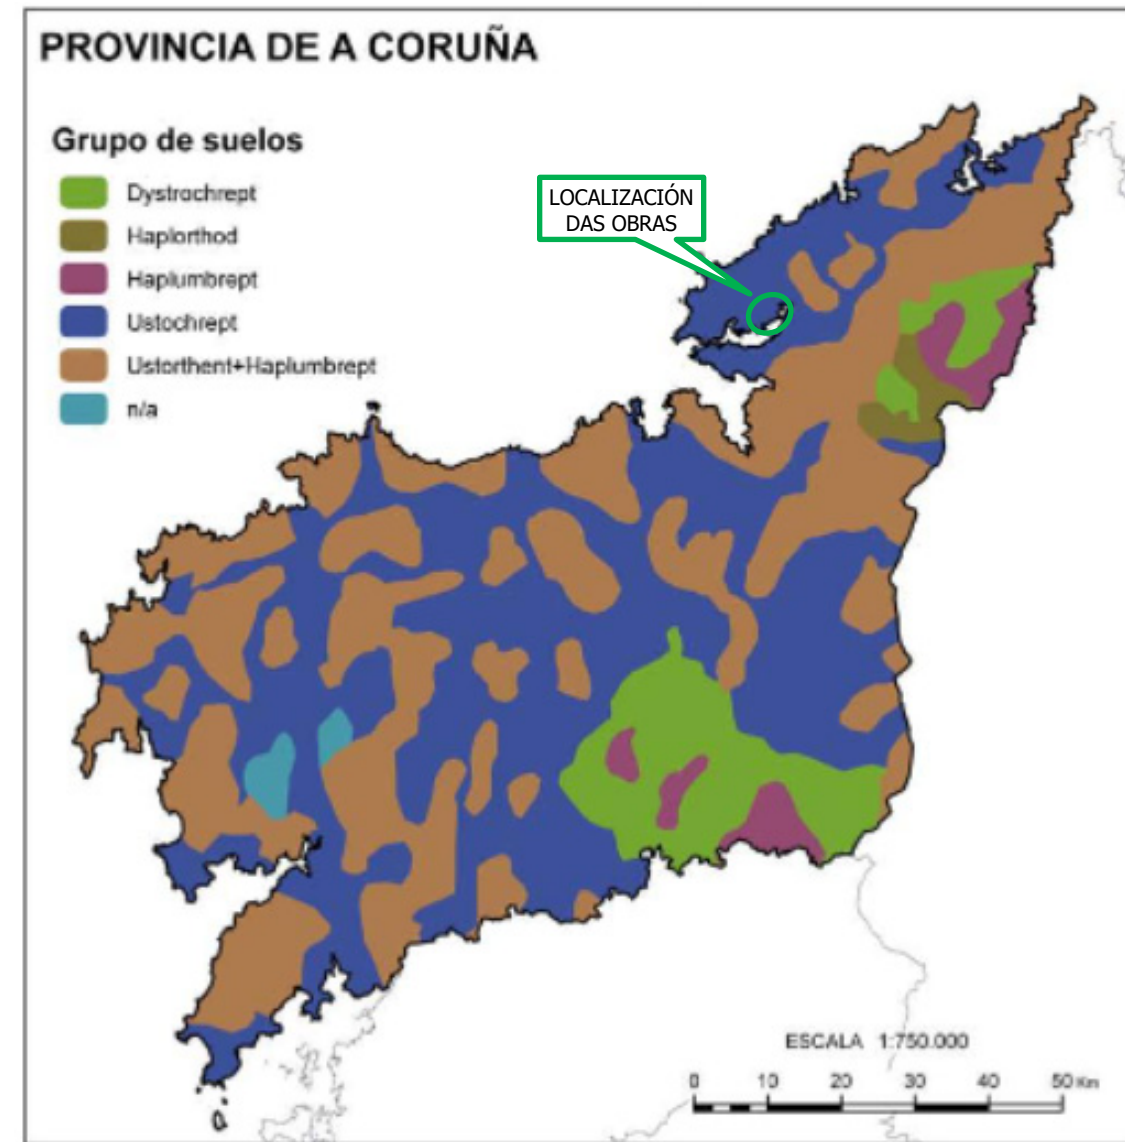 PROVINCIA DE A CORUÑA
Grupo de suelos
Dystrochrept
Haplorthod
Haplumbrept
Ustochrept
Ustorthent+Haplumbrept
n/a
LOCALIZACIÓN
DAS OBRAS
ESCALA 1:750.000
0 10 20 30 40 50 Km